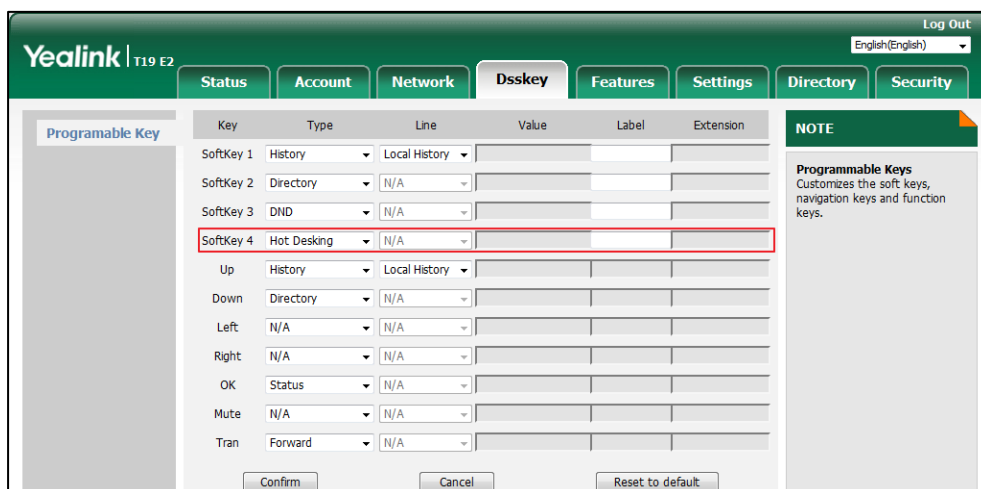 Log Out
Yealink T19 E2
English(English)
Status Account Network Dsskey Features Settings Directory Security
Programable Key
Key Type Line Value Label Extension
SoftKey 1 History Local History
SoftKey 2 Directory N/A
SoftKey 3 DND N/A
SoftKey 4 Hot Desking N/A
Up History Local History
Down Directory N/A
Left N/A N/A
Right N/A N/A
OK Status N/A
Mute N/A N/A
Tran Forward N/A
Confirm Cancel Reset to default
NOTE
Programmable Keys
Customizes the soft keys,
navigation keys and function
keys.